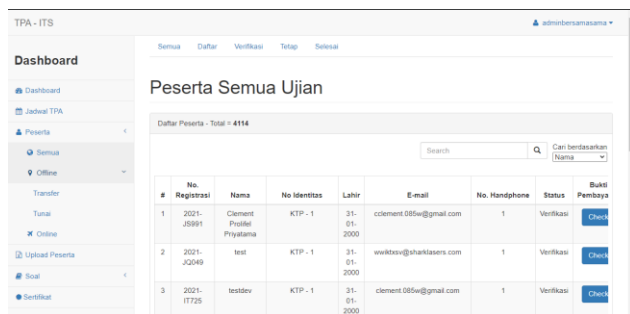 TPA - ITS
adminbersamasama
Dashboard
Dashboard
Jadwal TPA
Peserta
Semua
Offline
Transfer
Tunai
Online
Upload Peserta
Soal
Sertifikat
Semua Daftar Verifikasi Tetap Selesai
Peserta Semua Ujian
Daftar Peserta - Total = 4114
Search
Cari berdasarkan
Nama
# No. Registrasi Nama No Identitas Lahir E-mail No. Handphone Status Bukti Pembaya
1 2021-JS991 Clement Prolifel Priyatama KTP - 1 31-01-2000 cclement.085w@gmail.com 1 Verifikasi Check
2 2021-JQ049 test KTP - 1 31-01-2000 1 Verifikasi Check
3 2021-IT725 testdev KTP - 1 31-01-2000 clement.085w@gmail.com 1 Verifikasi Check